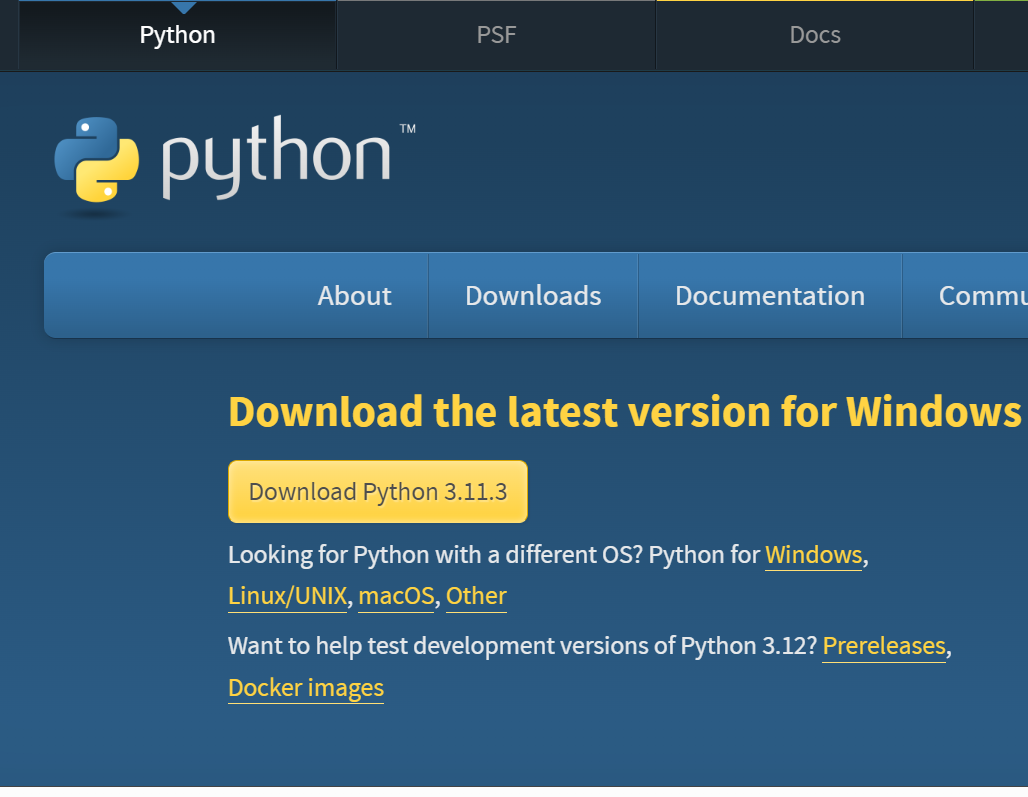 Python PSF Docs
python™
About Downloads Documentation Commu
Download the latest version for Windows
Download Python 3.11.3
Looking for Python with a different OS? Python for Windows,
Linux/UNIX, macOS, Other
Want to help test development versions of Python 3.12? Prereleases,
Docker images